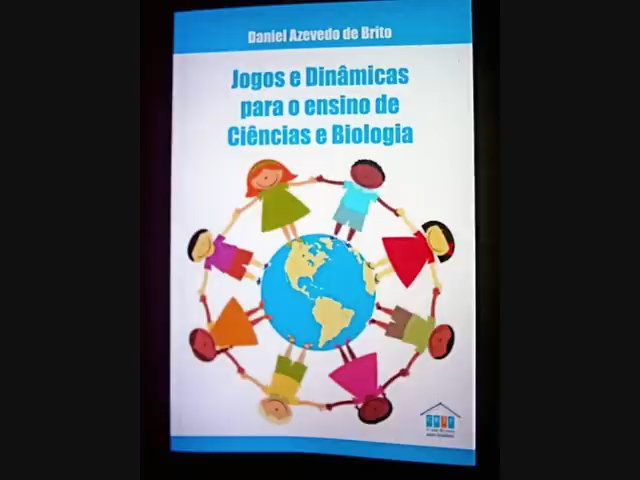 Daniel Azevedo de Brito
Jogos e Dinâmicas
para o ensino de
Ciências e Biologia